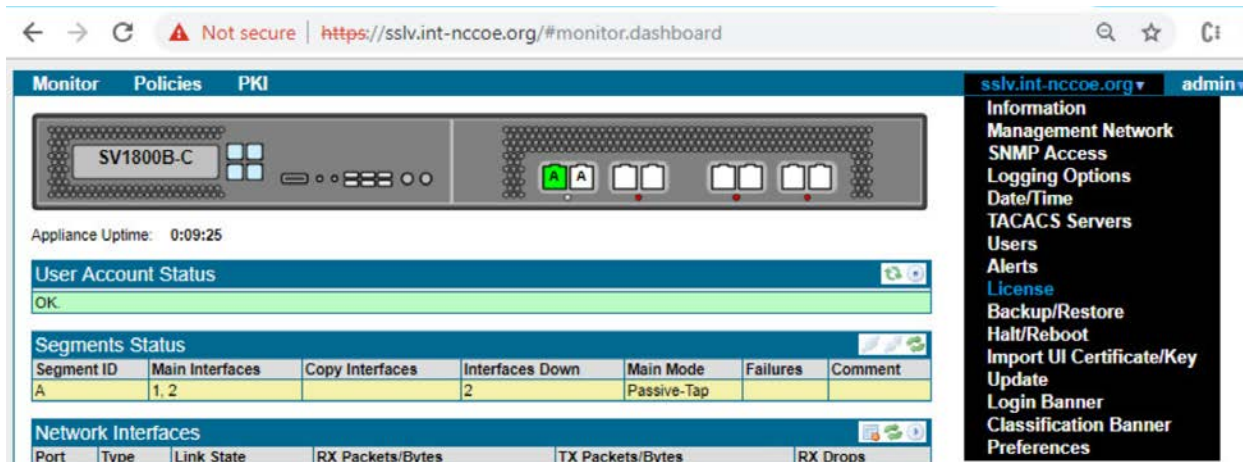 Not secure | https://sslv.int-nccoe.org/#monitor.dashboard
Monitor Policies PKI sslv.int-nccoe.org▾ admin▾
Information
Management Network
SNMP Access
Logging Options
Date/Time
TACACS Servers
Users
Alerts
License
Backup/Restore
Halt/Reboot
Import UI Certificate/Key
Update
Login Banner
Classification Banner
Preferences
SV1800B-C
A A
Appliance Uptime: 0:09:25
User Account Status
OK.
Segments Status
Segment ID Main Interfaces Copy Interfaces Interfaces Down Main Mode Failures Comment
A 1, 2 2 Passive-Tap
Network Interfaces
Port Type Link State RX Packets/Bytes TX Packets/Bytes RX Drops